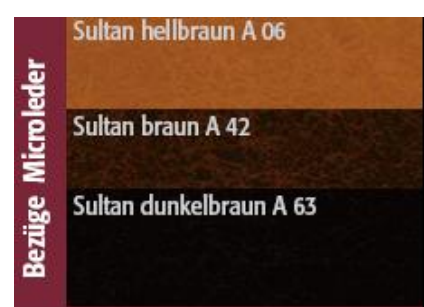 Bezüge Microleder
Sultan hellbraun A 06
Sultan braun A 42
Sultan dunkelbraun A 63